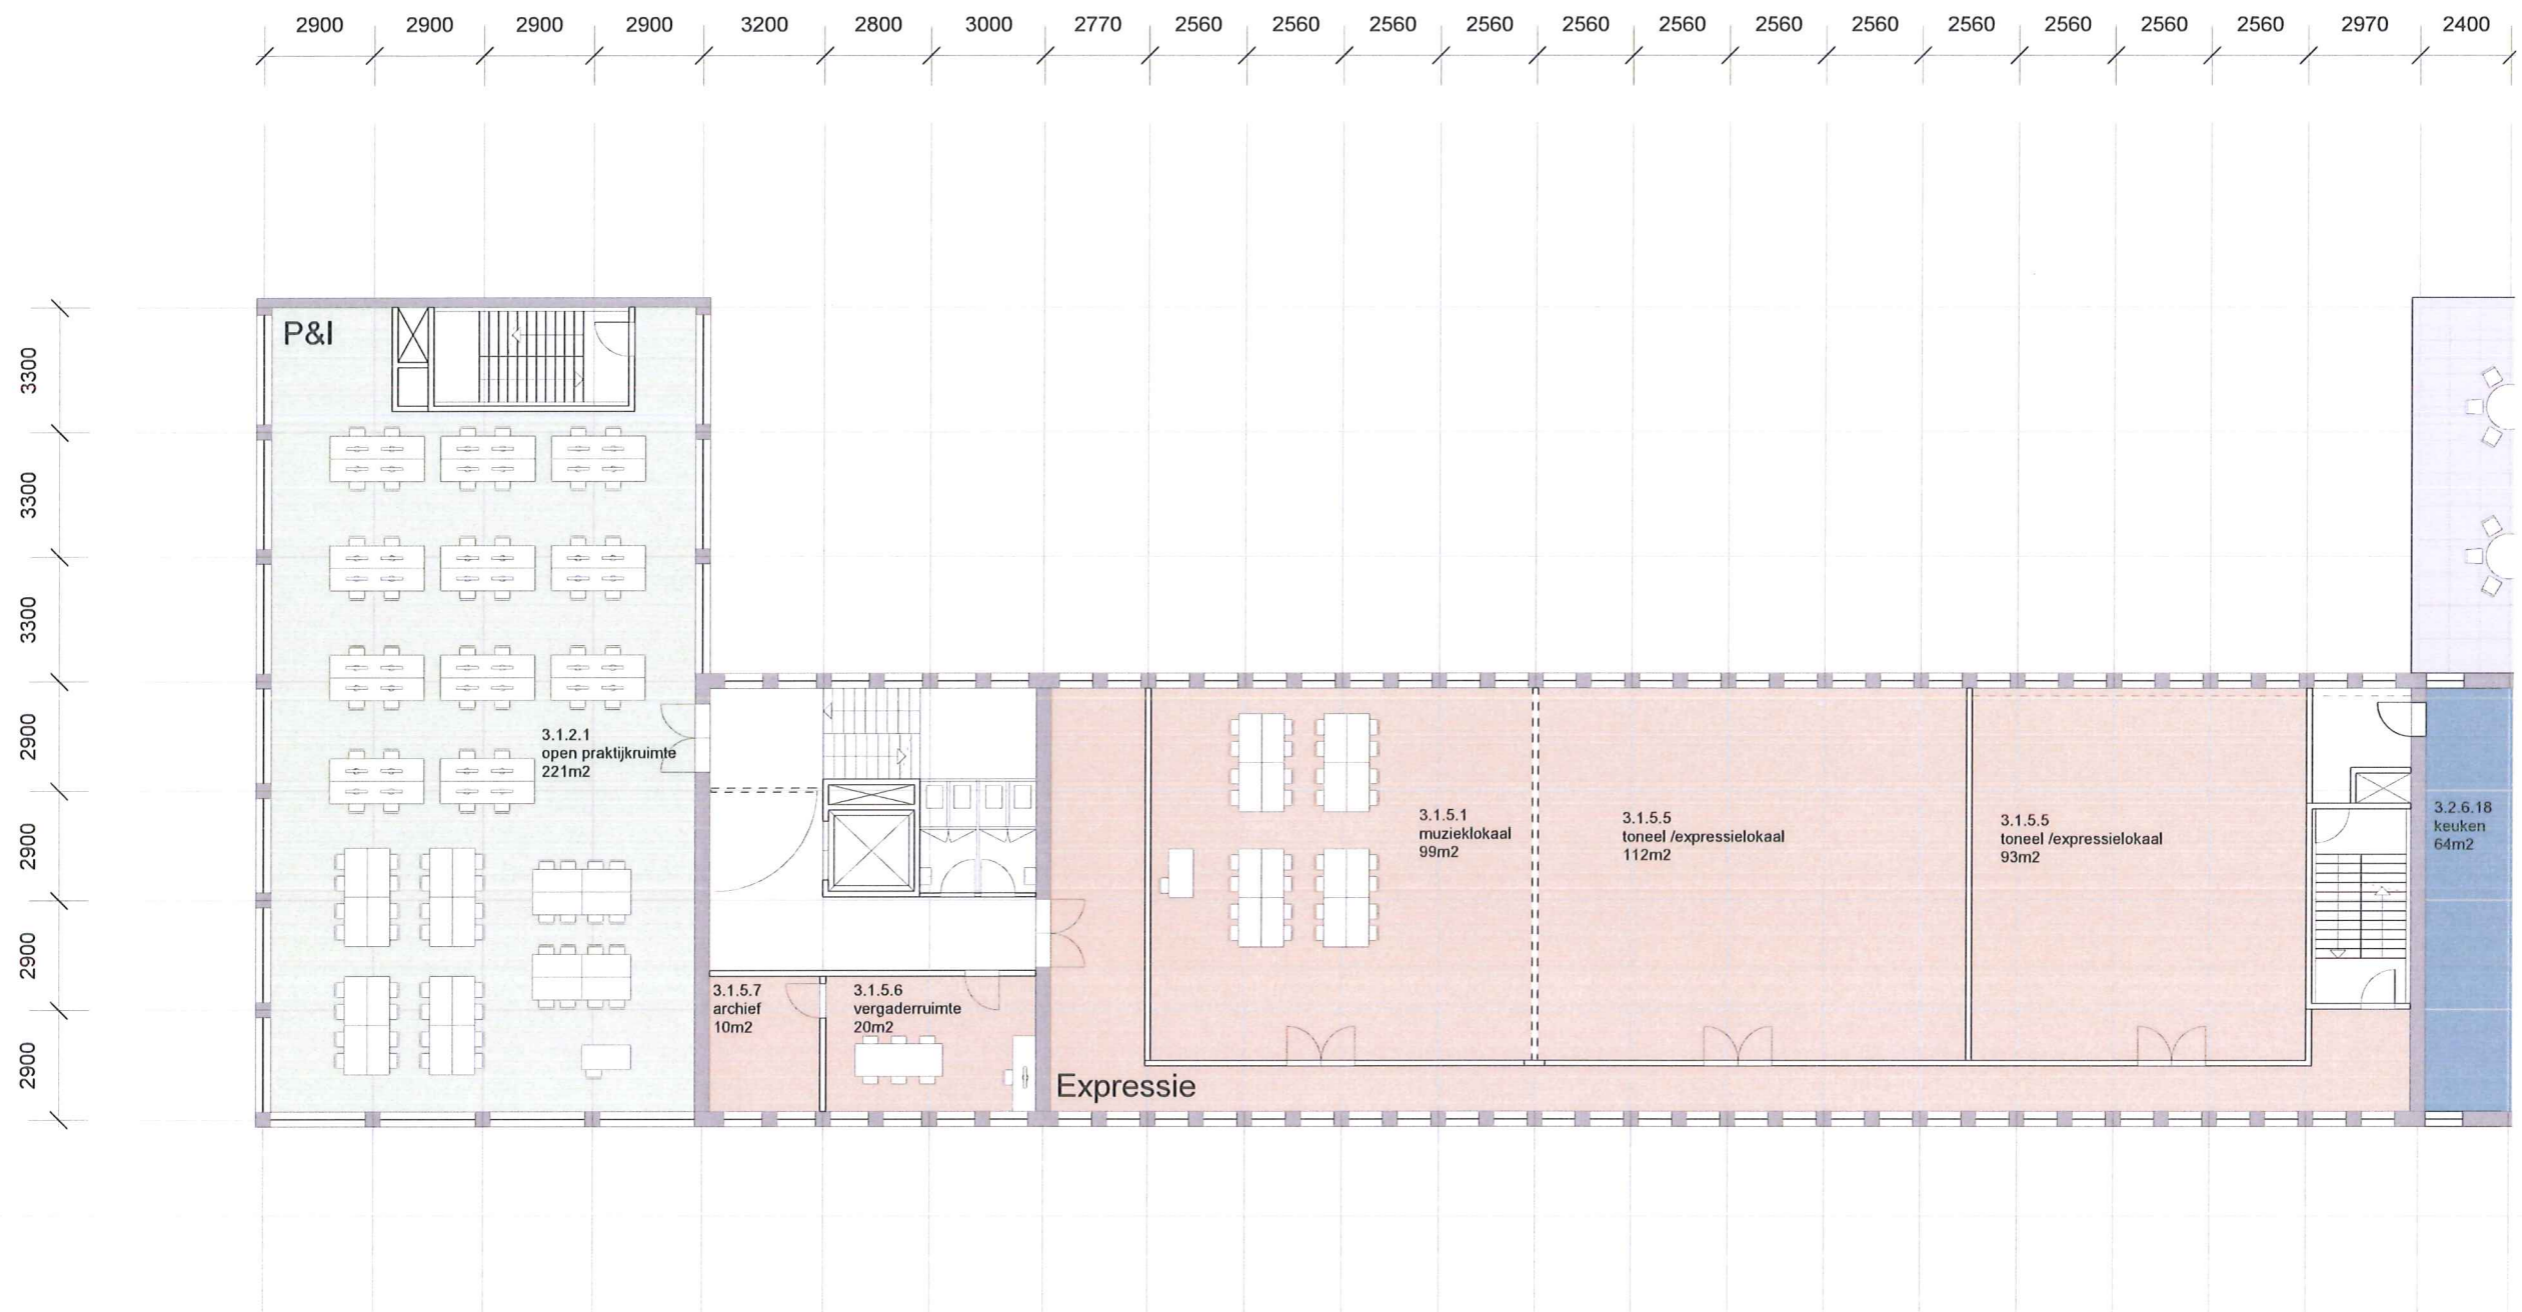 2900 2900 2900 2900 3200 2800 3000 2770 2560 2560 2560 2560 2560 2560 2560 2560 2560 2560 2560 2560 2970 2400
3300
3300
3300
2900
2900
2900
2900
P&I
3.1.2.1
open praktijkruimte
221m2
3.1.5.7
archief
10m2
3.1.5.6
vergaderruimte
20m2
Expressie
3.1.5.1
muzieklokaal
99m2
3.1.5.5
toneel /expressielokaal
112m2
3.1.5.5
toneel /expressielokaal
93m2
3.2.6.18
keuken
64m2